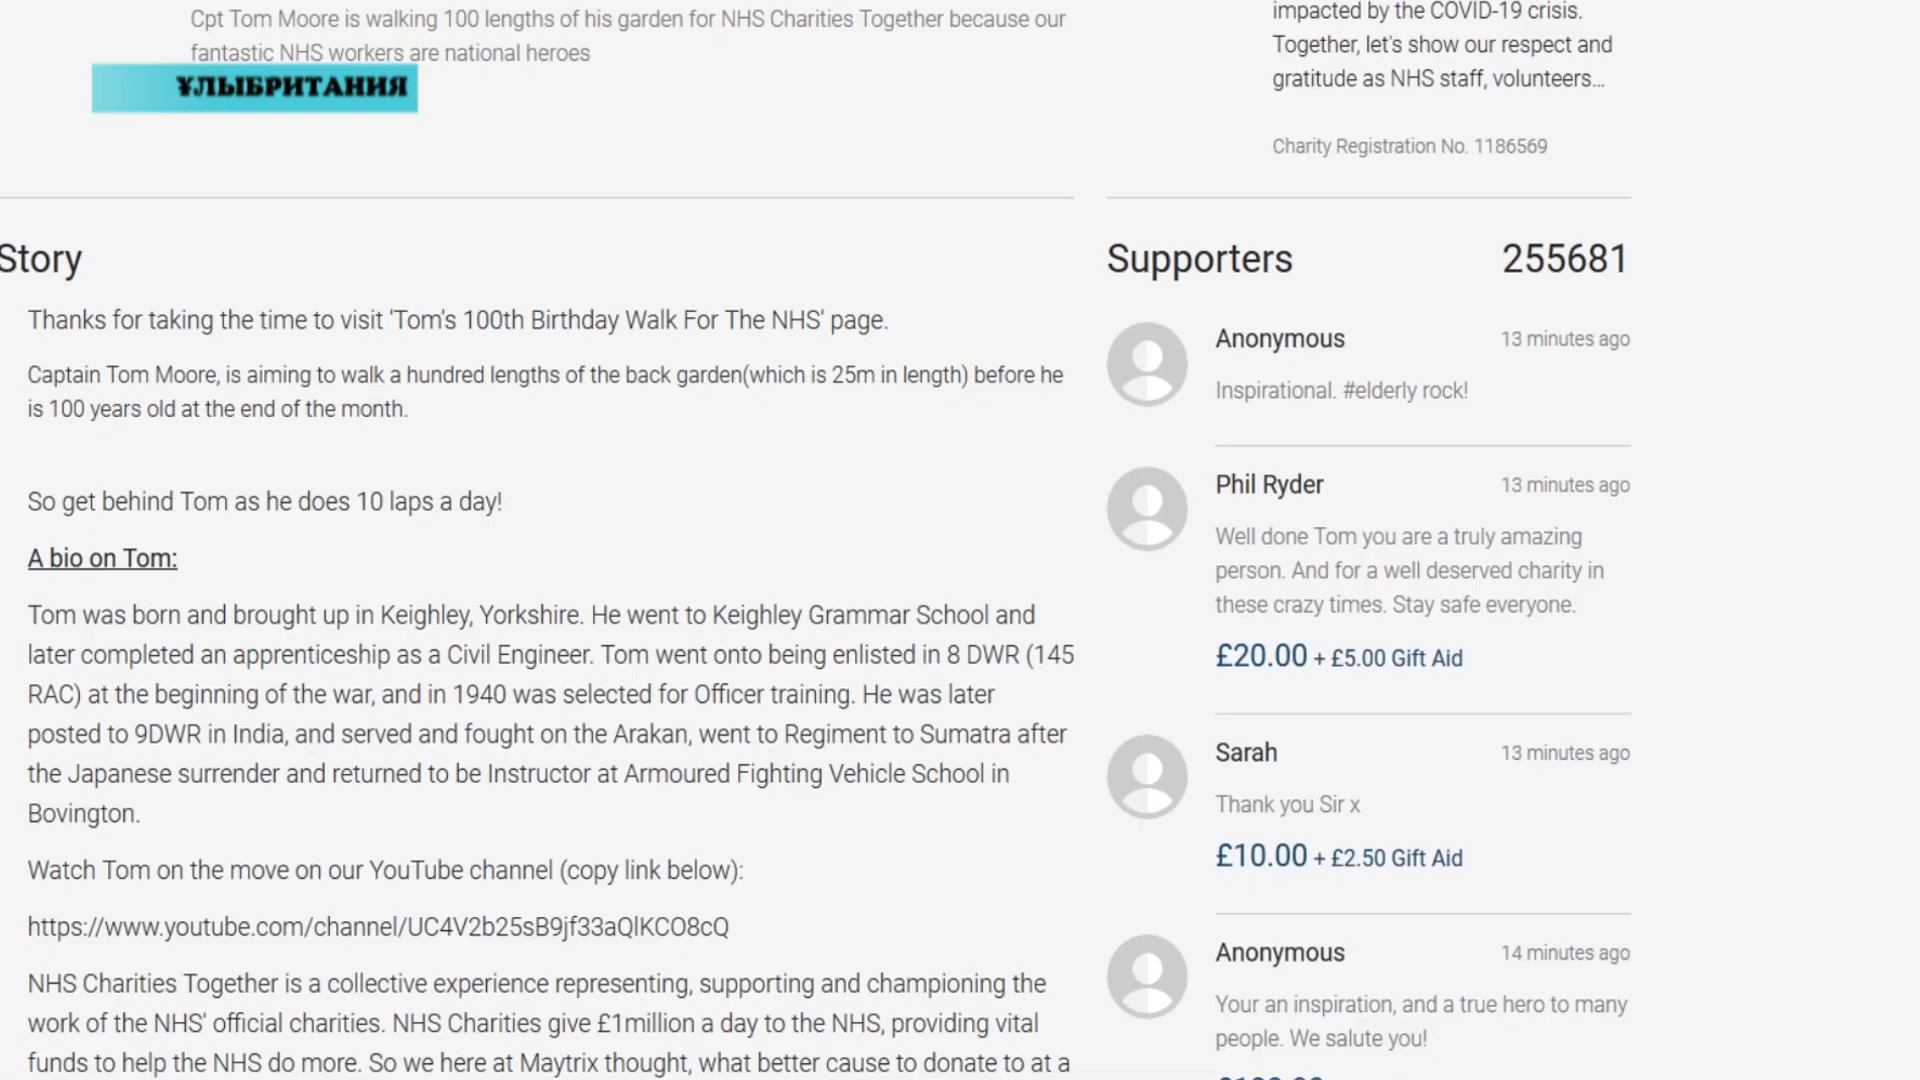 Cpt Tom Moore is walking 100 lengths of his garden for NHS Charities Together because our
fantastic NHS workers are national heroes
ҰЛЫБРИТАНИЯ
impacted by the COVID-19 crisis.
Together, let's show our respect and
gratitude as NHS staff, volunteers...
Charity Registration No. 1186569
Story
Thanks for taking the time to visit 'Tom's 100th Birthday Walk For The NHS' page.
Captain Tom Moore, is aiming to walk a hundred lengths of the back garden(which is 25m in length) before he
is 100 years old at the end of the month.
So get behind Tom as he does 10 laps a day!
A bio on Tom:
Tom was born and brought up in Keighley, Yorkshire. He went to Keighley Grammar School and
later completed an apprenticeship as a Civil Engineer. Tom went onto being enlisted in 8 DWR (145
RAC) at the beginning of the war, and in 1940 was selected for Officer training. He was later
posted to 9DWR in India, and served and fought on the Arakan, went to Regiment to Sumatra after
the Japanese surrender and returned to be Instructor at Armoured Fighting Vehicle School in
Bovington.
Watch Tom on the move on our YouTube channel (copy link below):
https://www.youtube.com/channel/UC4V2b25sB9jf33aQlKCO8cQ
NHS Charities Together is a collective experience representing, supporting and championing the
work of the NHS' official charities. NHS Charities give £1million a day to the NHS, providing vital
funds to help the NHS do more. So we here at Maytrix thought, what better cause to donate to at a
Supporters 255681
Anonymous 13 minutes ago
Inspirational. #elderly rock!
Phil Ryder 13 minutes ago
Well done Tom you are a truly amazing
person. And for a well deserved charity in
these crazy times. Stay safe everyone.
£20.00 + £5.00 Gift Aid
Sarah 13 minutes ago
Thank you Sir x
£10.00 + £2.50 Gift Aid
Anonymous 14 minutes ago
Your an inspiration, and a true hero to many
people. We salute you!